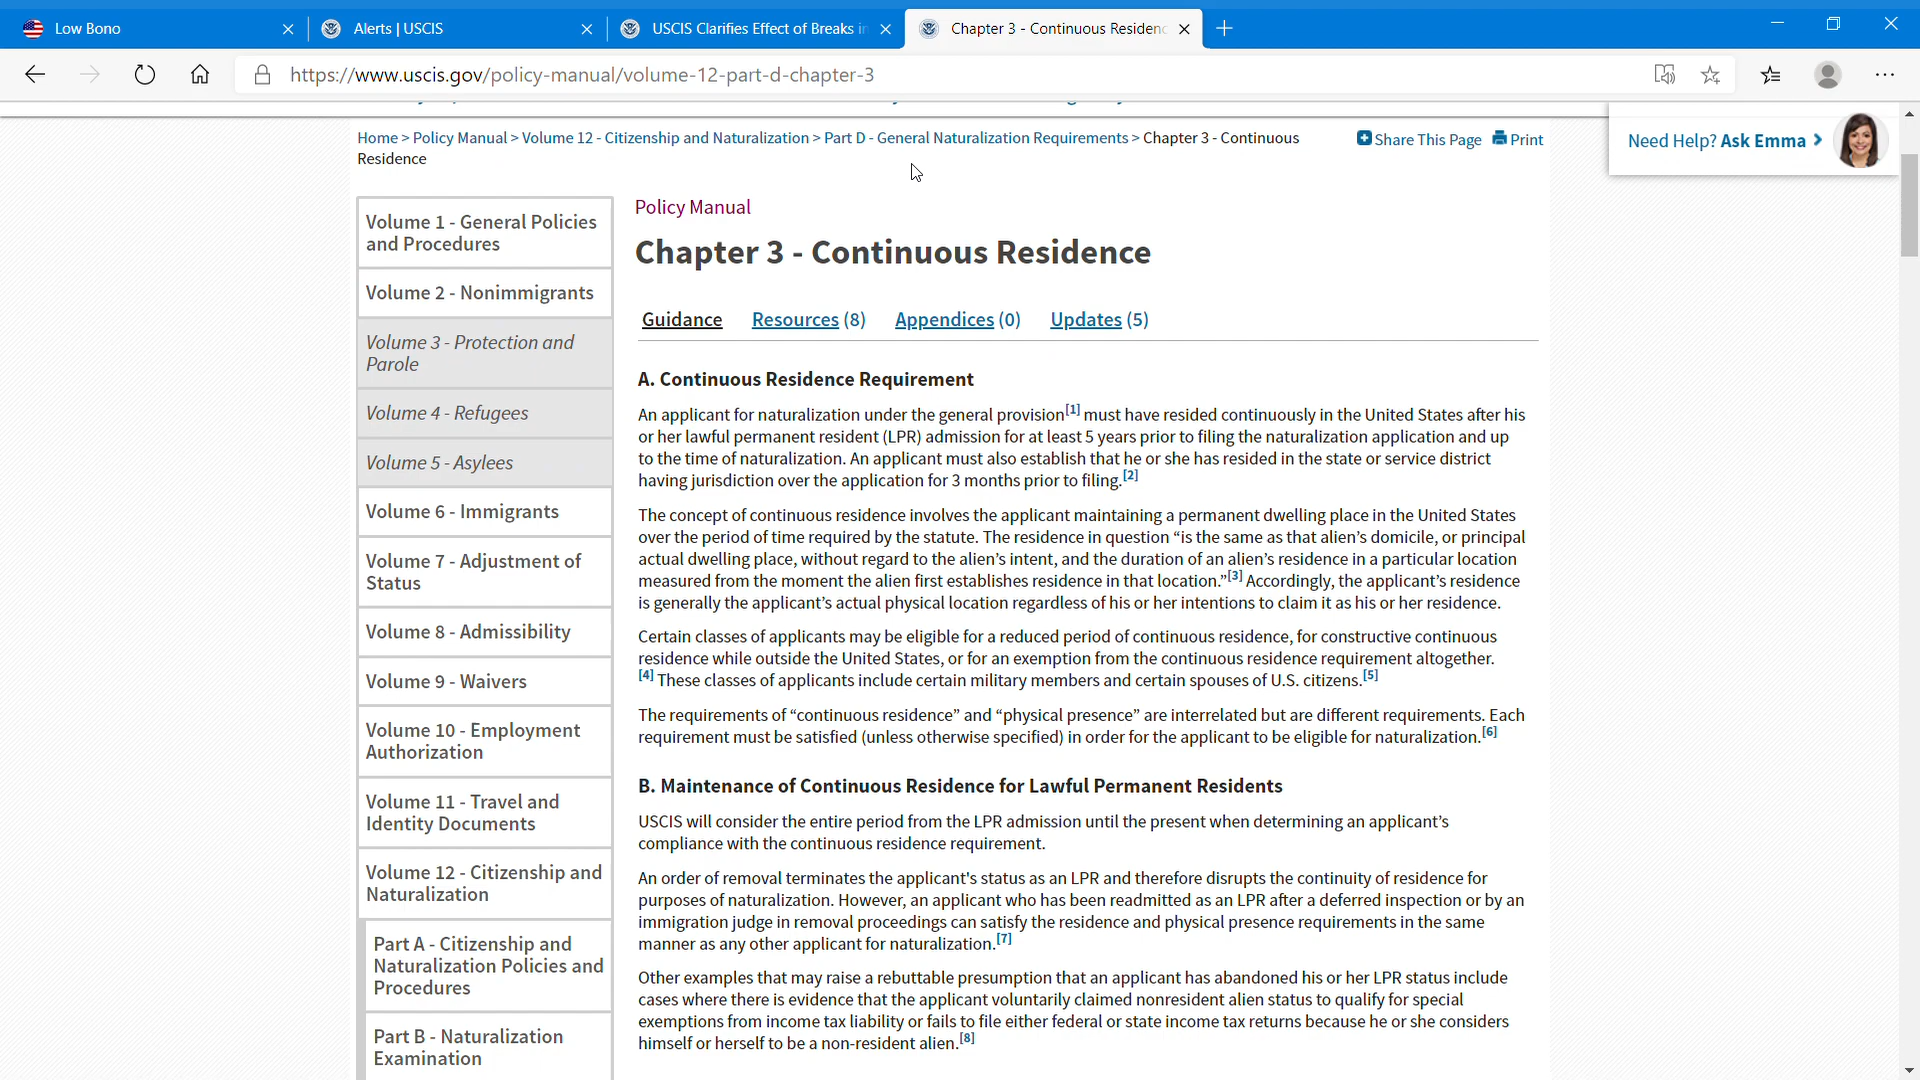 Low Bono
Alerts | USCIS
USCIS Clarifies Effect of Breaks in
Chapter 3 - Continuous Residenc
https://www.uscis.gov/policy-manual/volume-12-part-d-chapter-3
Home > Policy Manual > Volume 12 - Citizenship and Naturalization > Part D - General Naturalization Requirements > Chapter 3 - Continuous
Residence
Share This Page Print
Need Help? Ask Emma
Volume 1 - General Policies
and Procedures
Volume 2 - Nonimmigrants
Volume 3 - Protection and
Parole
Volume 4 - Refugees
Volume 5 - Asylees
Volume 6 - Immigrants
Volume 7 - Adjustment of
Status
Volume 8 - Admissibility
Volume 9 - Waivers
Volume 10 - Employment
Authorization
Volume 11 - Travel and
Identity Documents
Volume 12 - Citizenship and
Naturalization
Part A - Citizenship and
Naturalization Policies and
Procedures
Part B - Naturalization
Examination
Policy Manual
Chapter 3 - Continuous Residence
Guidance Resources (8) Appendices (0) Updates (5)
A. Continuous Residence Requirement
An applicant for naturalization under the general provision[1] must have resided continuously in the United States after his
or her lawful permanent resident (LPR) admission for at least 5 years prior to filing the naturalization application and up
to the time of naturalization. An applicant must also establish that he or she has resided in the state or service district
having jurisdiction over the application for 3 months prior to filing.[2]
The concept of continuous residence involves the applicant maintaining a permanent dwelling place in the United States
over the period of time required by the statute. The residence in question “is the same as that alien’s domicile, or principal
actual dwelling place, without regard to the alien’s intent, and the duration of an alien’s residence in a particular location
measured from the moment the alien first establishes residence in that location.”[3] Accordingly, the applicant’s residence
is generally the applicant’s actual physical location regardless of his or her intentions to claim it as his or her residence.
Certain classes of applicants may be eligible for a reduced period of continuous residence, for constructive continuous
residence while outside the United States, or for an exemption from the continuous residence requirement altogether.
[4] These classes of applicants include certain military members and certain spouses of U.S. citizens.[5]
The requirements of “continuous residence” and “physical presence” are interrelated but are different requirements. Each
requirement must be satisfied (unless otherwise specified) in order for the applicant to be eligible for naturalization.[6]
B. Maintenance of Continuous Residence for Lawful Permanent Residents
USCIS will consider the entire period from the LPR admission until the present when determining an applicant’s
compliance with the continuous residence requirement.
An order of removal terminates the applicant's status as an LPR and therefore disrupts the continuity of residence for
purposes of naturalization. However, an applicant who has been readmitted as an LPR after a deferred inspection or by an
immigration judge in removal proceedings can satisfy the residence and physical presence requirements in the same
manner as any other applicant for naturalization.[7]
Other examples that may raise a rebuttable presumption that an applicant has abandoned his or her LPR status include
cases where there is evidence that the applicant voluntarily claimed nonresident alien status to qualify for special
exemptions from income tax liability or fails to file either federal or state income tax returns because he or she considers
himself or herself to be a non-resident alien.[8]